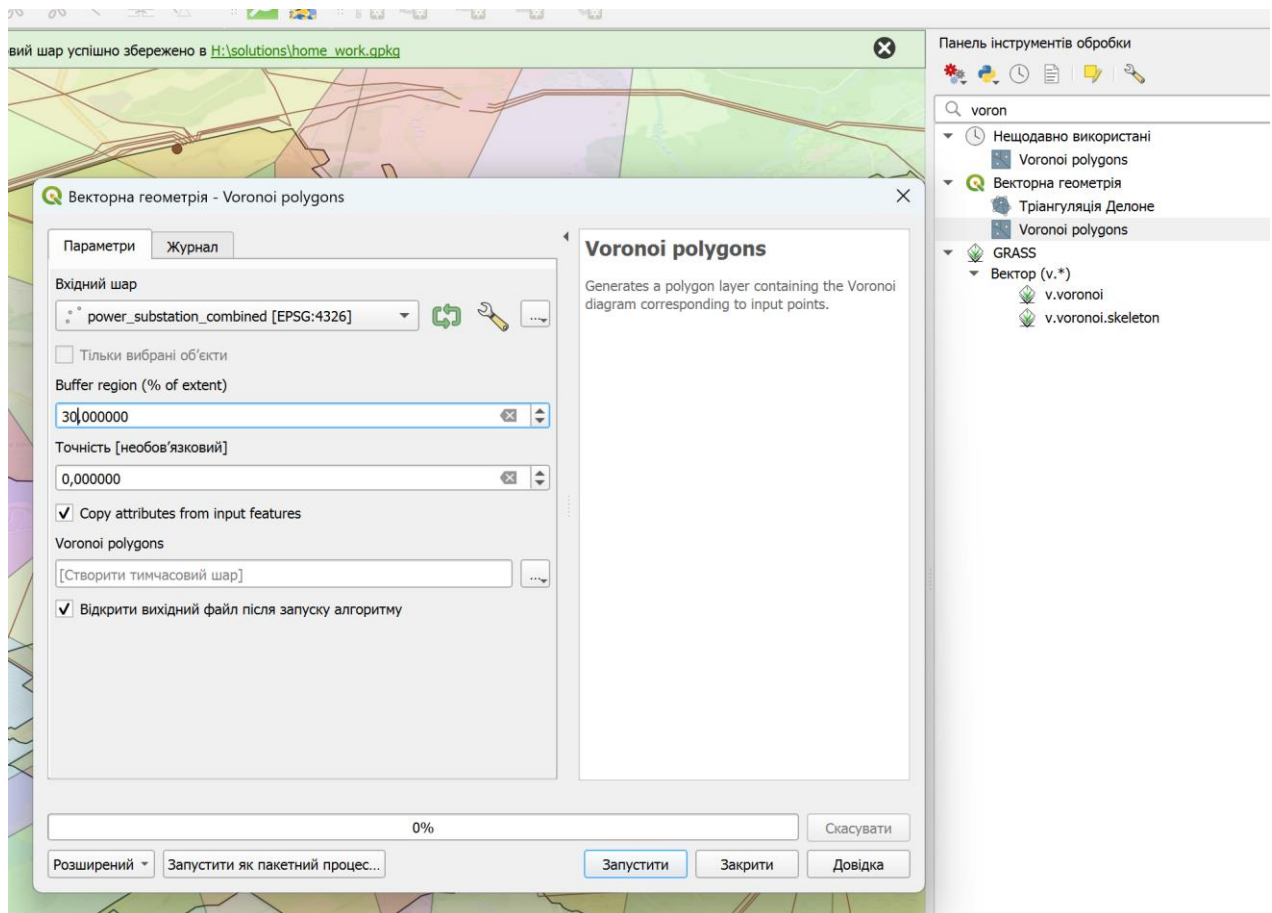 вий шар успішно збережено в H:\solutions\home_work.gpkg
Векторна геометрія - Voronoi polygons
Параметри
Журнал
Вхідний шар
power_substation_combined [EPSG:4326]
...
Тільки вибрані об’єкти
Buffer region (% of extent)
30,000000
Точність [необов’язковий]
0,000000
Copy attributes from input features
Voronoi polygons
[Створити тимчасовий шар]
...
Відкрити вихідний файл після запуску алгоритму
Voronoi polygons
Generates a polygon layer containing the Voronoi
diagram corresponding to input points.
0%
Скасувати
Розширений
Запустити як пакетний процес...
Запустити
Закрити
Довідка
Панель інструментів обробки
voron
Нещодавно використані
Voronoi polygons
Векторна геометрія
Тріангуляція Делоне
Voronoi polygons
GRASS
Вектор (v.*)
v.voronoi
v.voronoi.skeleton